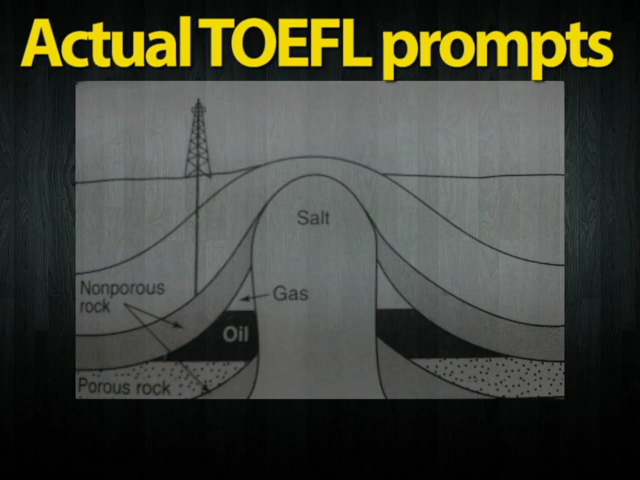 Actual TOEFL prompts
Salt
Nonporous
rock
Gas
Oil
Porous rock